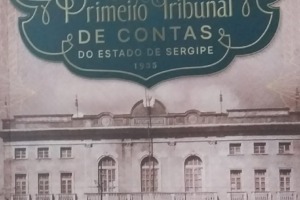 Primeiro Tribunal
DE CONTAS
DO ESTADO DE SERGIPE